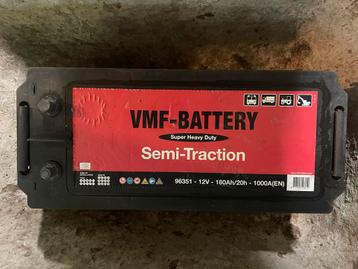 VMF-BATTERY
Super Heavy Duty
Semi-Traction
96351 - 12V - 180Ah/20h - 1000A(EN)